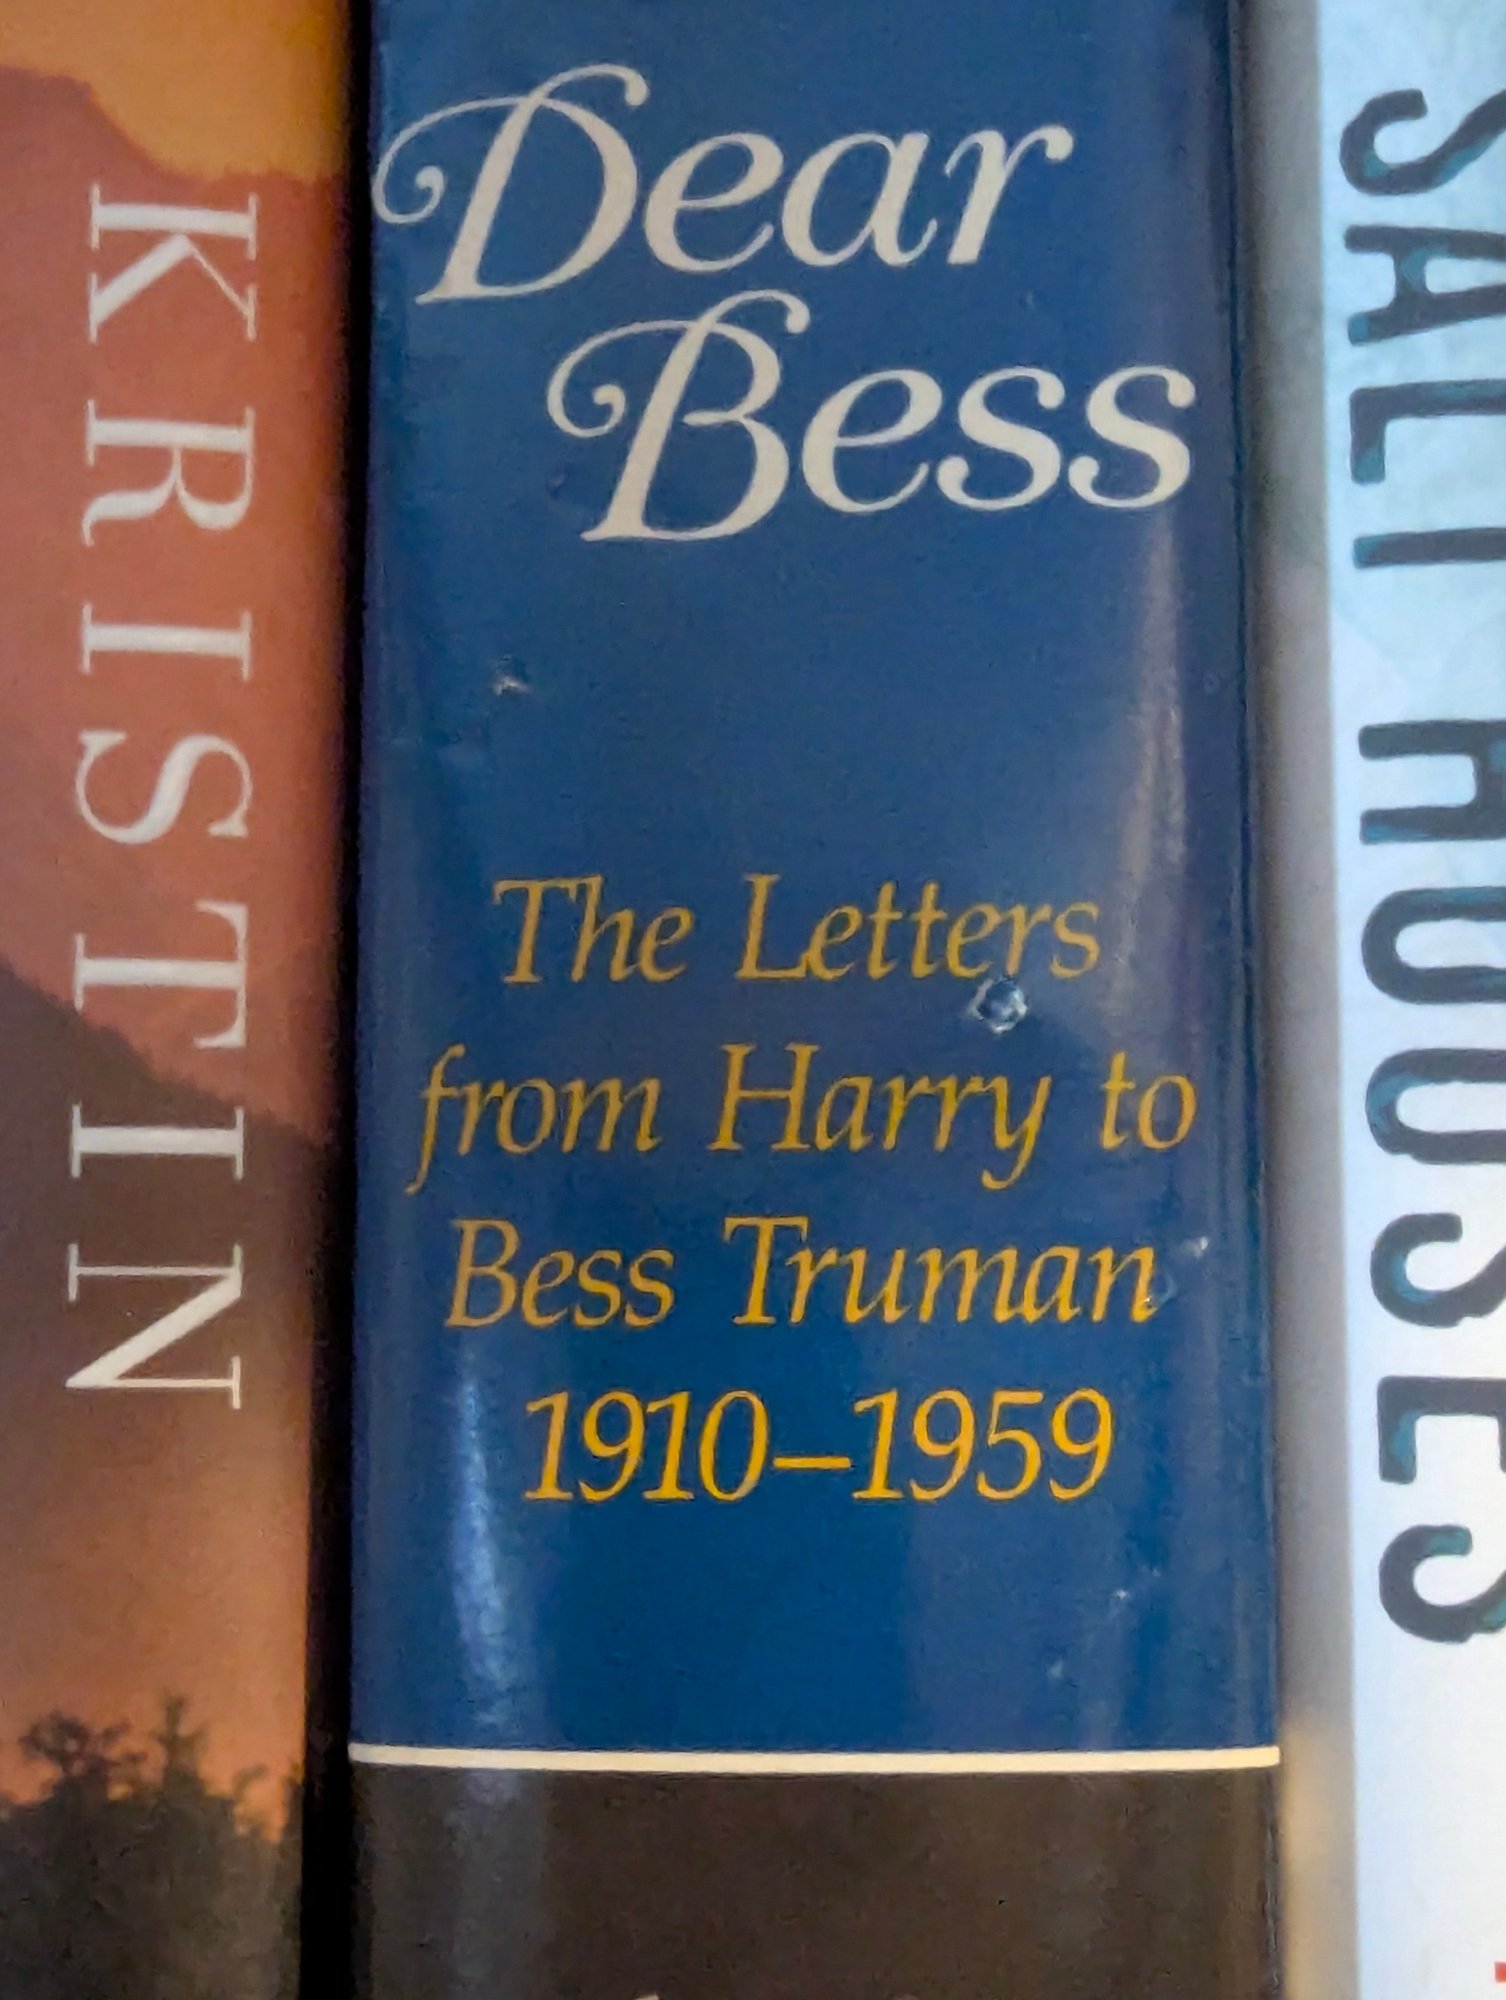 KRISTIN
Dear
Bess
The Letters
from Harry to
Bess Truman
1910–1959
SALT HOUSES